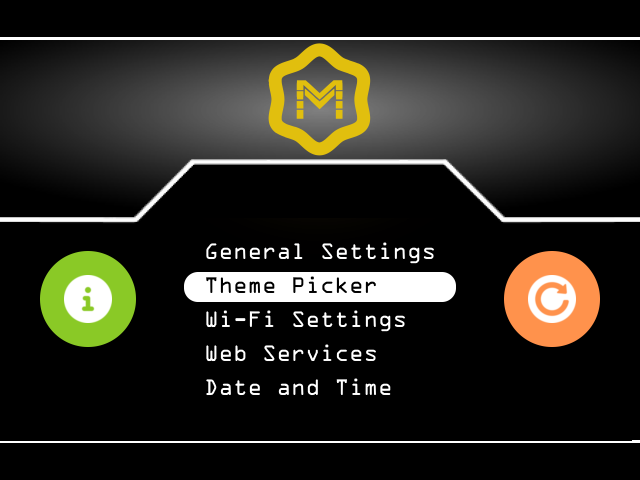 M
General Settings
Theme Picker
Wi-Fi Settings
Web Services
Date and Time